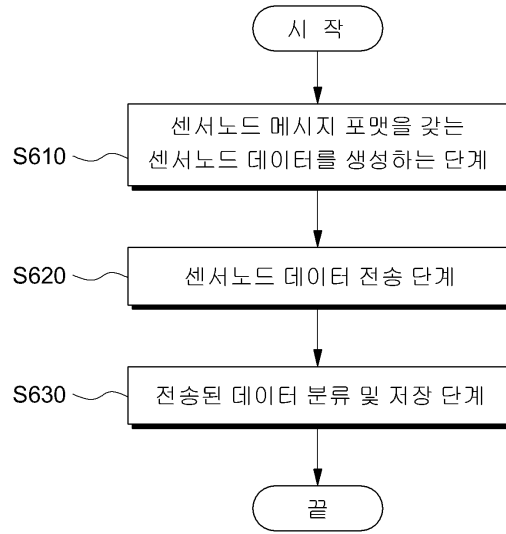 시 작
센서노드 메시지 포맷을 갖는
S610
센서노드 데이터를 생성하는 단계
S620
센서노드 데이터 전송 단계
S630
전송된 데이터 분류 및 저장 단계
끝